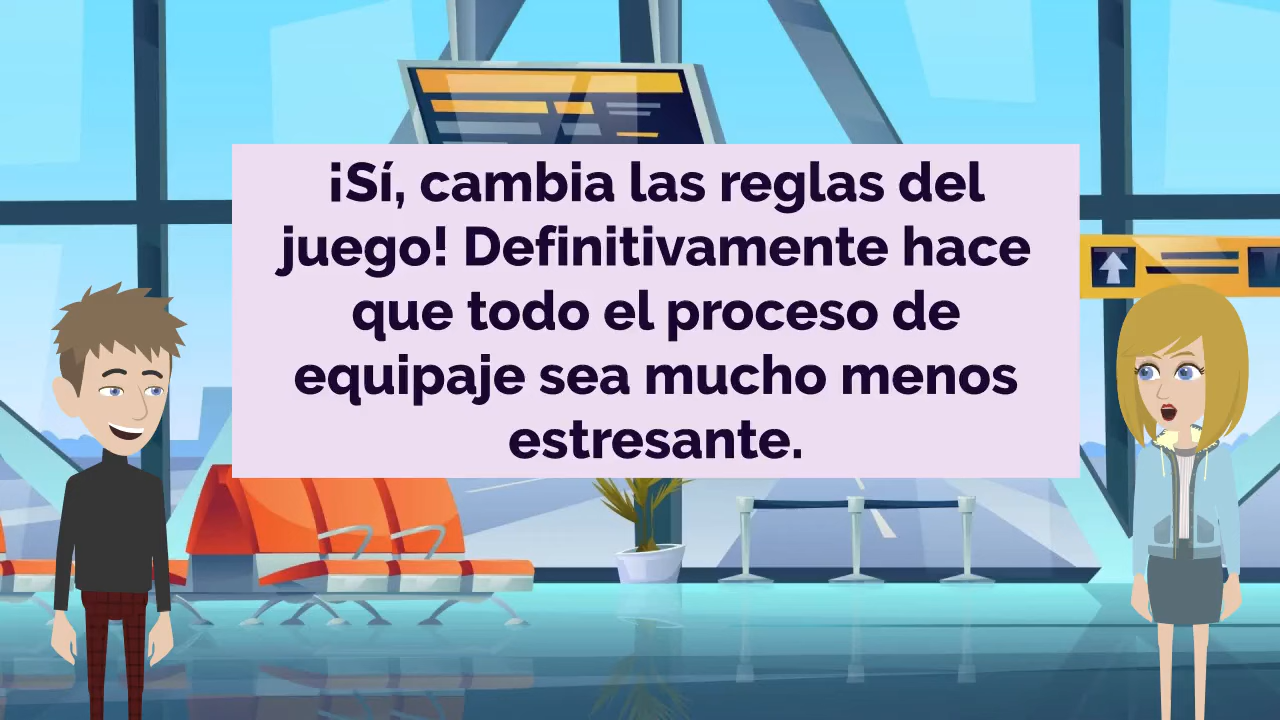 ¡Sí, cambia las reglas del
juego! Definitivamente hace
que todo el proceso de
equipaje sea mucho menos
estresante.